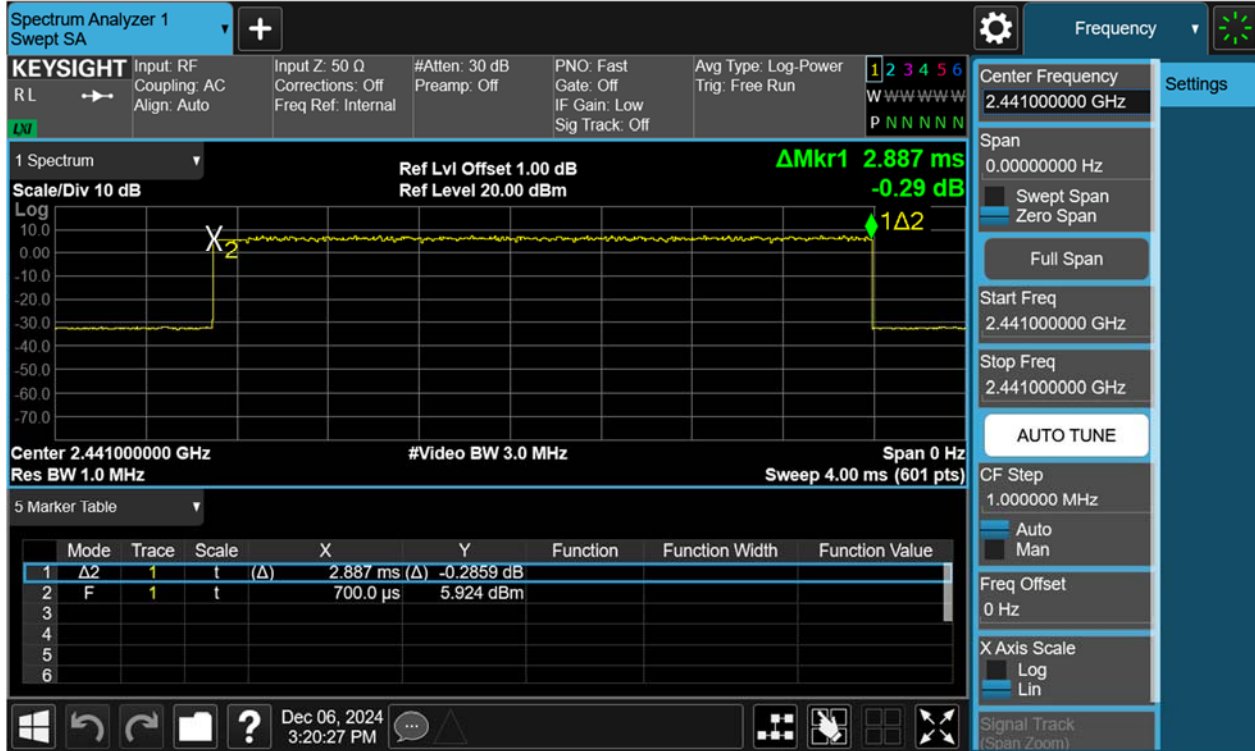 Spectrum Analyzer 1
Swept SA
Frequency
KEYSIGHT
RL
LXI
Input: RF
Coupling: AC
Align: Auto
Input Z: 50 Ω
Corrections: Off
Freq Ref: Internal
#Atten: 30 dB
Preamp: Off
PNO: Fast
Gate: Off
IF Gain: Low
Sig Track: Off
Avg Type: Log-Power
Trig: Free Run
1 2 3 4 5 6
W W W W W W
P N N N N N
Center Frequency
2.441000000 GHz
Settings
Span
0.00000000 Hz
Swept Span
Zero Span
Full Span
Start Freq
2.441000000 GHz
Stop Freq
2.441000000 GHz
AUTO TUNE
CF Step
1.000000 MHz
Auto
Man
Freq Offset
0 Hz
X Axis Scale
Log
Lin
Signal Track
(Span Zoom)
1 Spectrum
Scale/Div 10 dB
Ref Lvl Offset 1.00 dB
Ref Level 20.00 dBm
ΔMkr1 2.887 ms
-0.29 dB
Log
10.0
0.00
-10.0
-20.0
-30.0
-40.0
-50.0
-60.0
-70.0
X2
1Δ2
Center 2.441000000 GHz
#Video BW 3.0 MHz
Span 0 Hz
Res BW 1.0 MHz
Sweep 4.00 ms (601 pts)
5 Marker Table
Mode Trace Scale X Y Function Function Width Function Value
1 Δ2 1 t (Δ) 2.887 ms (Δ) -0.2859 dB
2 F 1 t 700.0 µs 5.924 dBm
3
4
5
6
?
Dec 06, 2024
3:20:27 PM